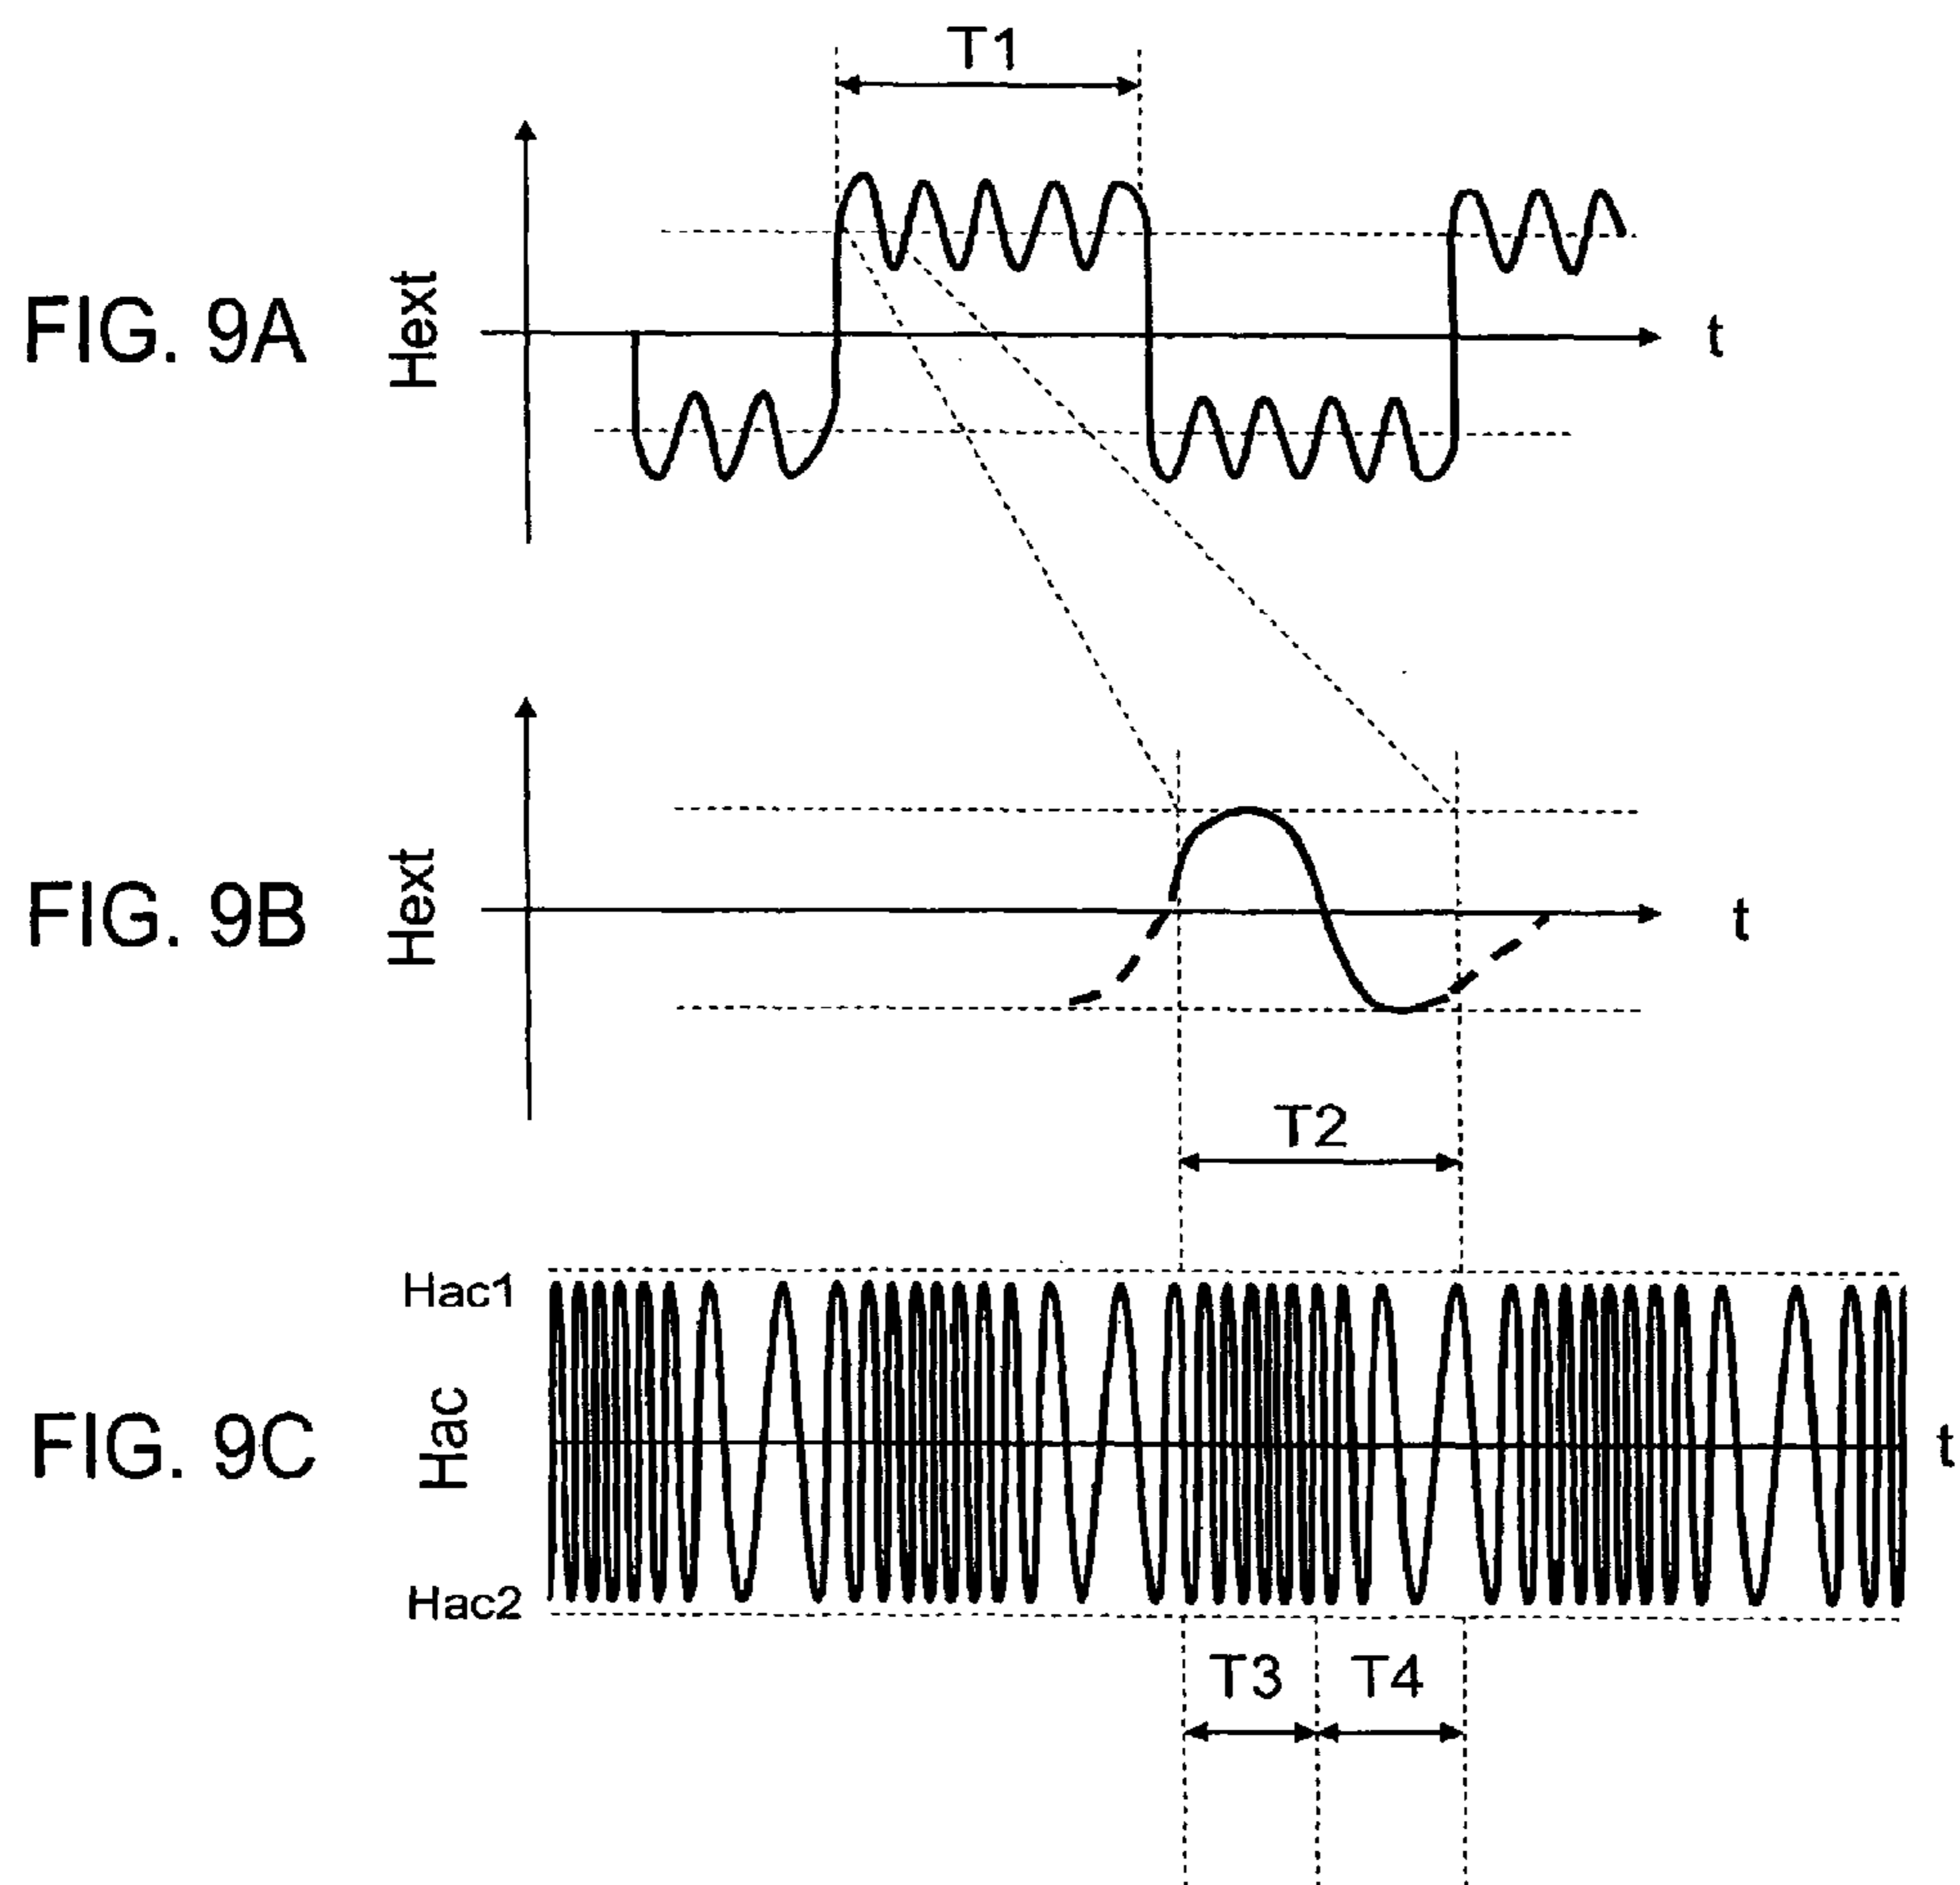 T1
FIG. 9A
Hext
t
FIG. 9B
Hext
t
T2
Hac1
FIG. 9C
Hac
t
Hac2
T3 T4